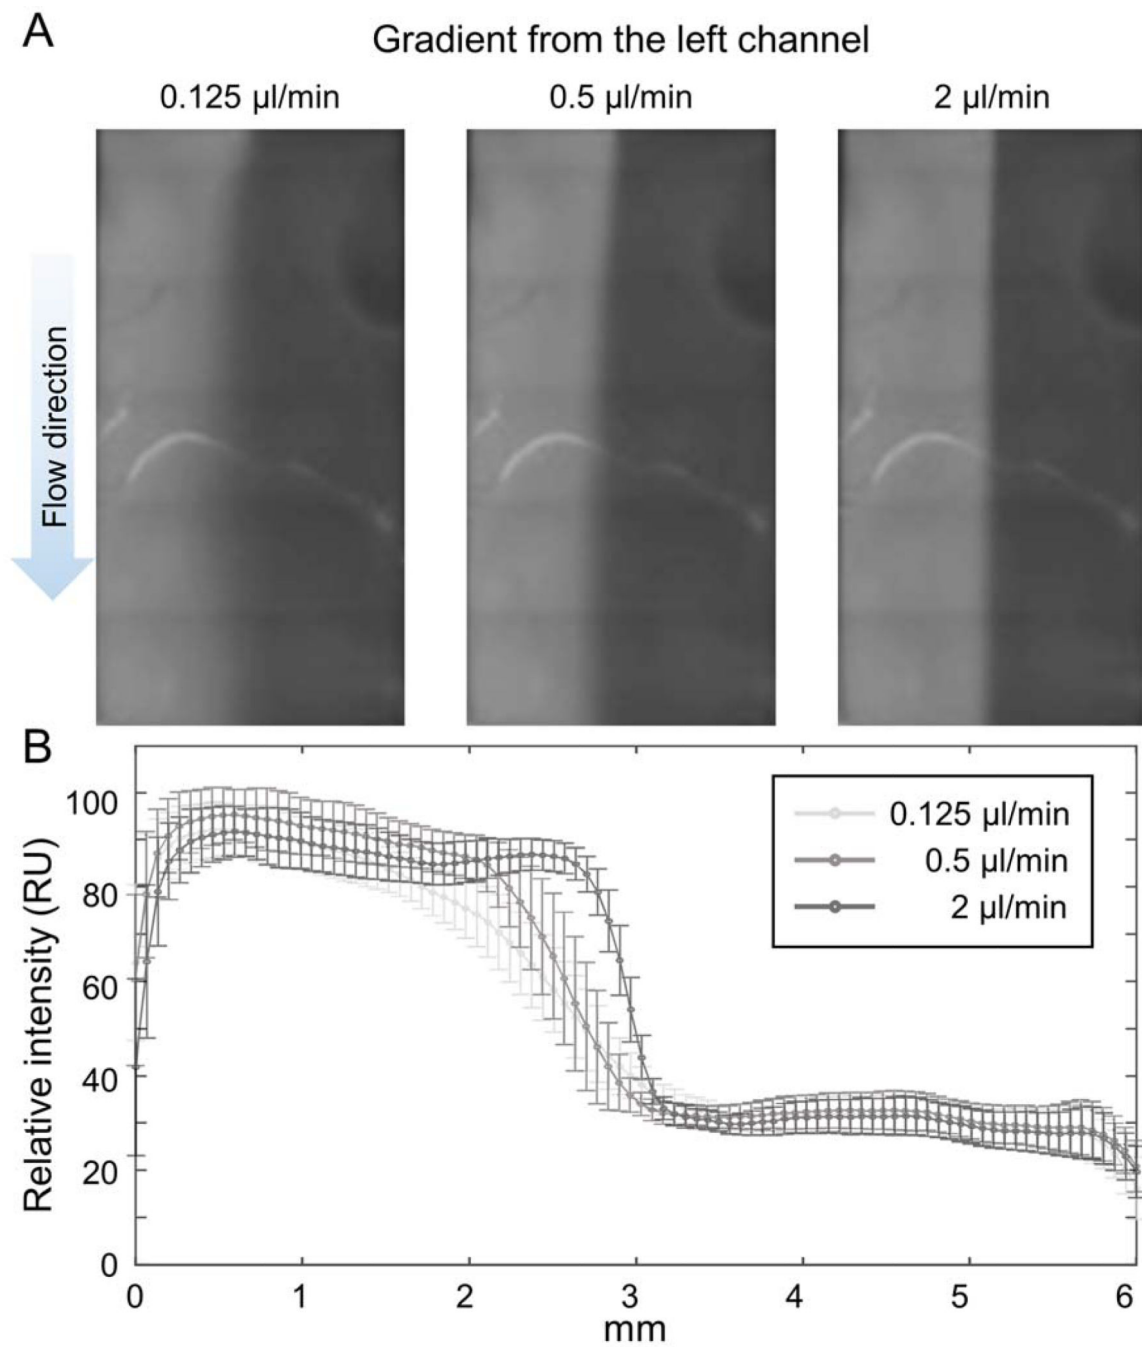 A
Gradient from the left channel
0.125 µl/min
0.5 µl/min
2 µl/min
Flow direction
B
Relative intensity (RU)
100
80
60
40
20
0
0.125 µl/min
0.5 µl/min
2 µl/min
0
1
2
3
4
5
6
mm